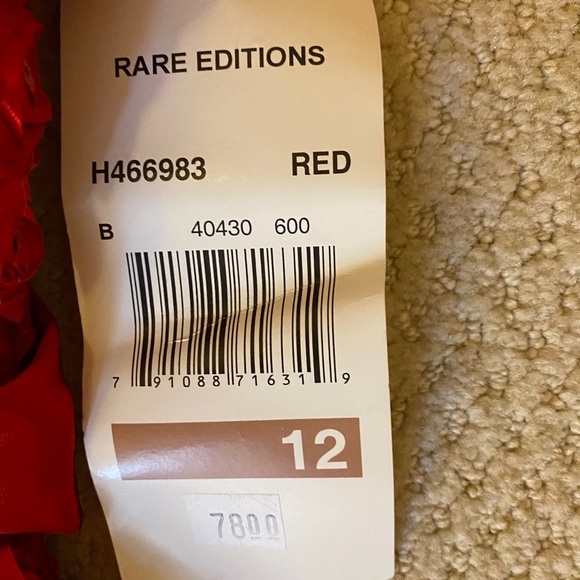 RARE EDITIONS
H466983 RED
B 40430 600
7 91088 71631 9
12
7800